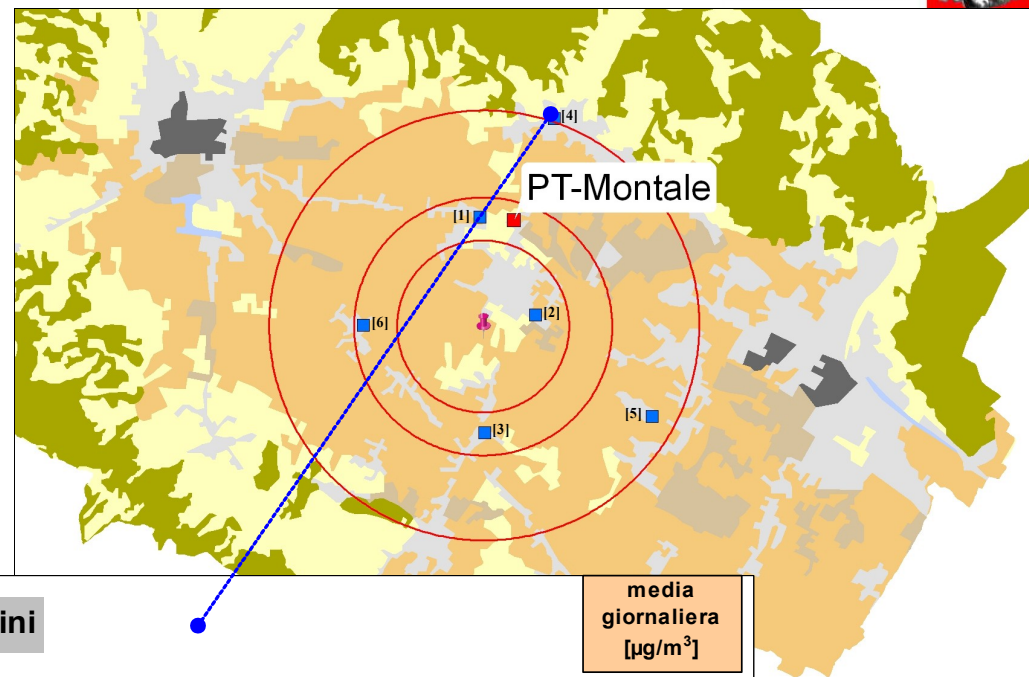 [4]
PT-Montale
[1]
[2]
[6]
[5]
[3]
ini
media
giornaliera
[µg/m³]